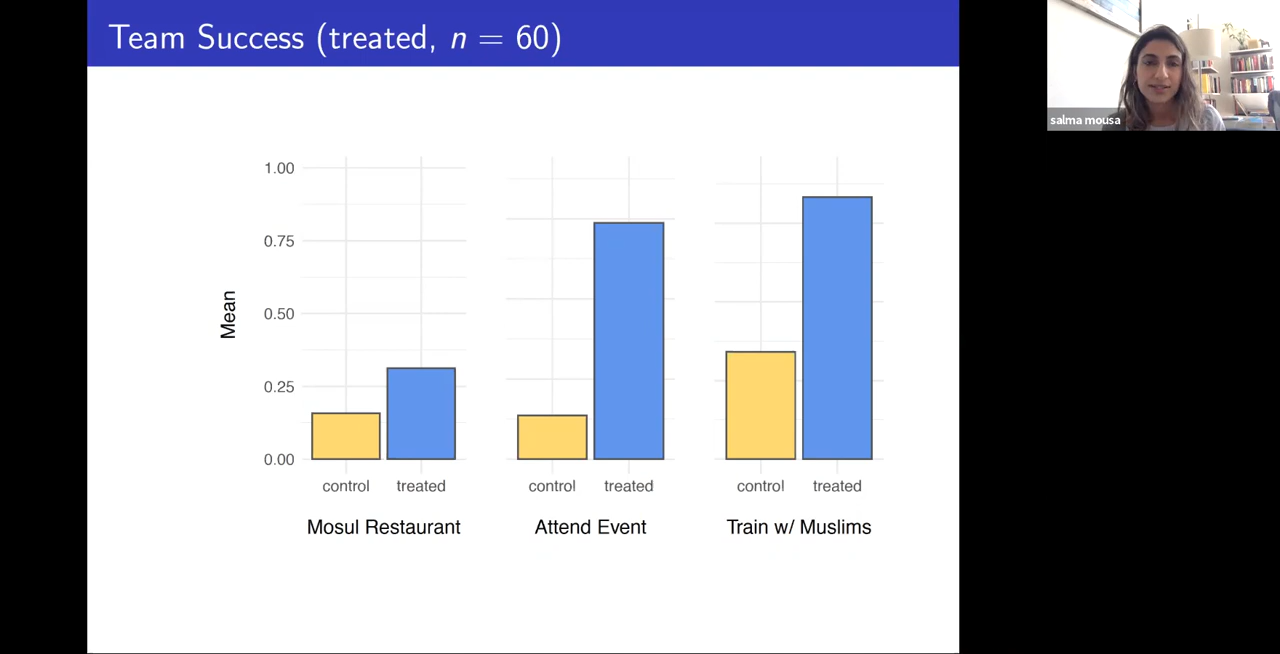 Team Success (treated, n = 60)
salma mousa
1.00
0.75
0.50
0.25
0.00
Mean
control treated control treated control treated
Mosul Restaurant Attend Event Train w/ Muslims